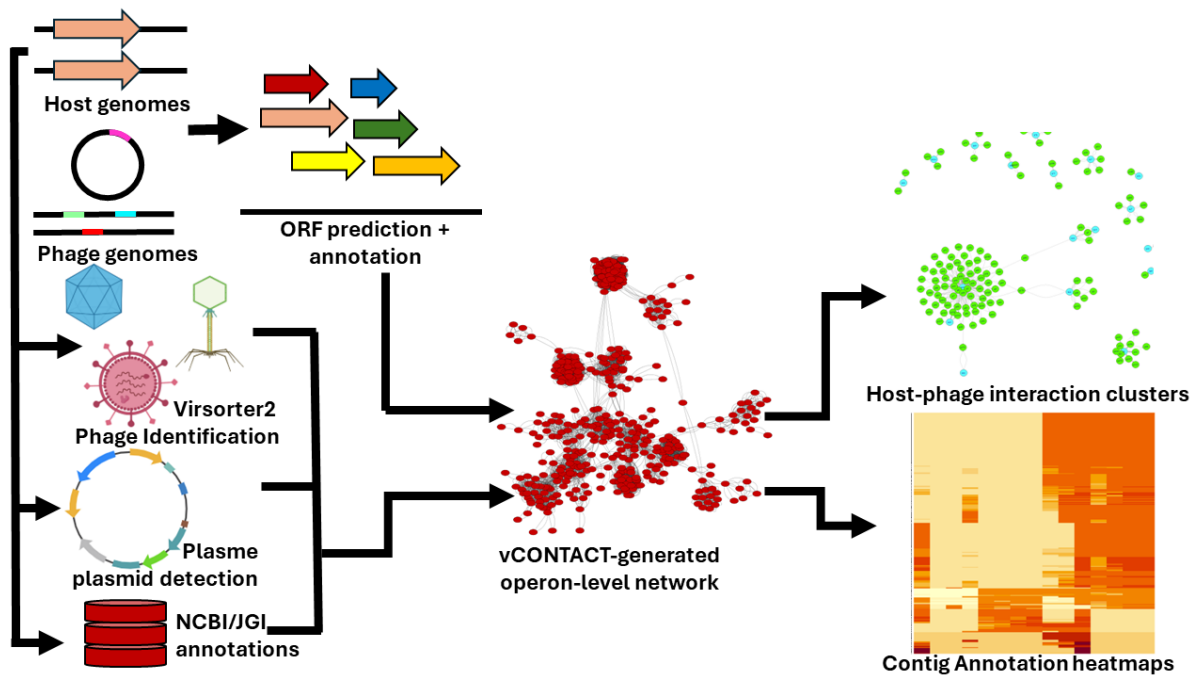 Host genomes
Phage genomes
ORF prediction +
annotation
Virsorter2
Phage Identification
Plasme
plasmid detection
NCBI/JGI
annotations
vCONTACT-generated
operon-level network
Host-phage interaction clusters
Contig Annotation heatmaps